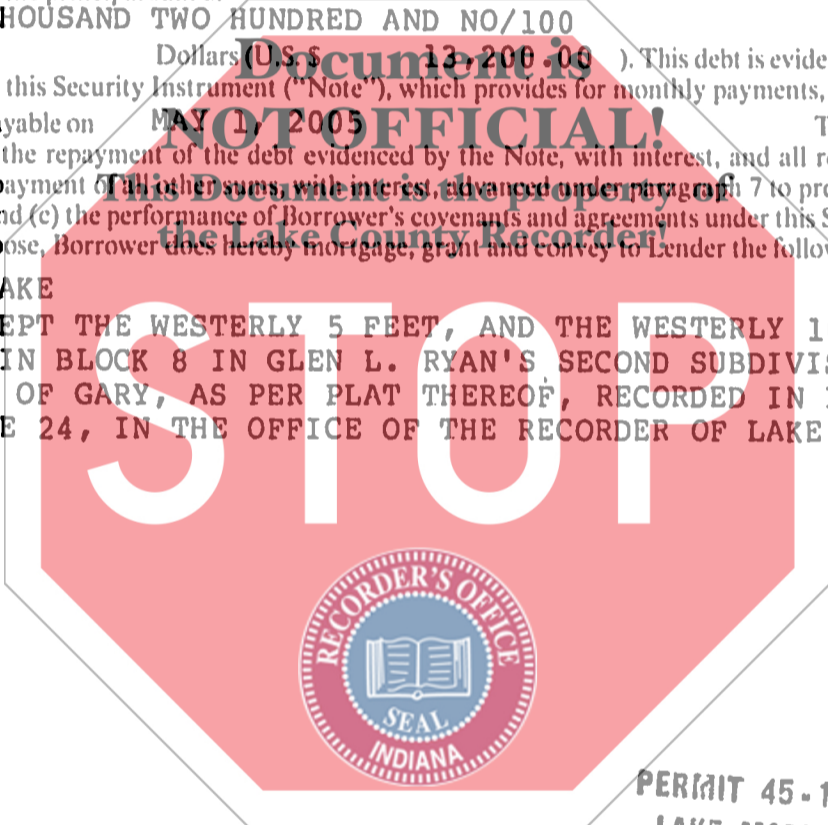 HOUSAND TWO HUNDRED AND NO/100
Dollars (U.S.$ 13,200.00 ). This debt is evide
Document is
this Security Instrument ("Note"), which provides for monthly payments,
ayable on MAY 1, 2005 T
NOT OFFICIAL!
the repayment of the debt evidenced by the Note, with interest, and all r
ayment of all other sums, with interest, advanced under paragraph 7 to pro
This Document is the property of
nd (c) the performance of Borrower's covenants and agreements under this S
the Lake County Recorder!
ose, Borrower does hereby mortgage, grant and convey to Lender the follow
AKE
EPT THE WESTERLY 5 FEET, AND THE WESTERLY 1
IN BLOCK 8 IN GLEN L. RYAN'S SECOND SUBDIVIS
OF GARY, AS PER PLAT THEREOF, RECORDED IN
E 24, IN THE OFFICE OF THE RECORDER OF LAKE
STOP
RECORDER'S OFFICE
SEAL
INDIANA
PERMIT 45-1